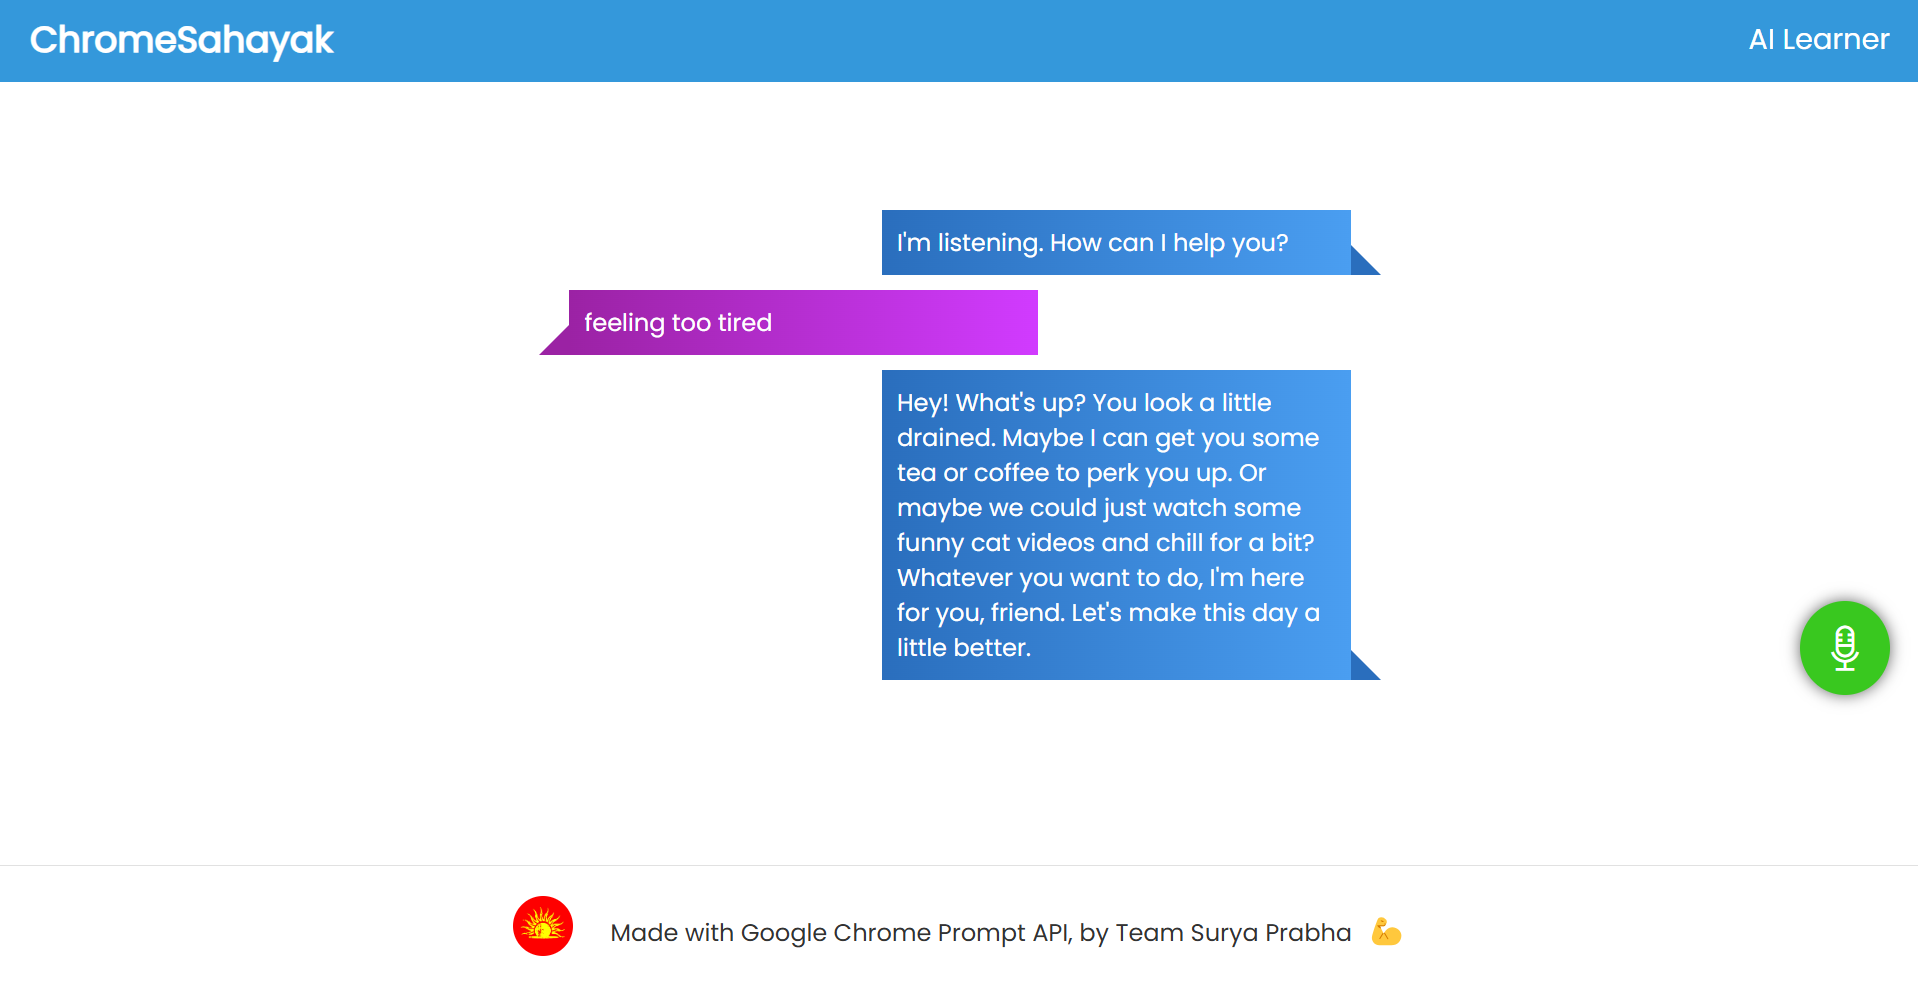 ChromeSahayak
AI Learner
I'm listening. How can I help you?
feeling too tired
Hey! What's up? You look a little
drained. Maybe I can get you some
tea or coffee to perk you up. Or
maybe we could just watch some
funny cat videos and chill for a bit?
Whatever you want to do, I'm here
for you, friend. Let's make this day a
little better.
Made with Google Chrome Prompt API, by Team Surya Prabha 💪